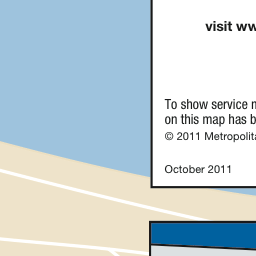 visit ww
To show service n
on this map has b
© 2011 Metropolita
October 2011